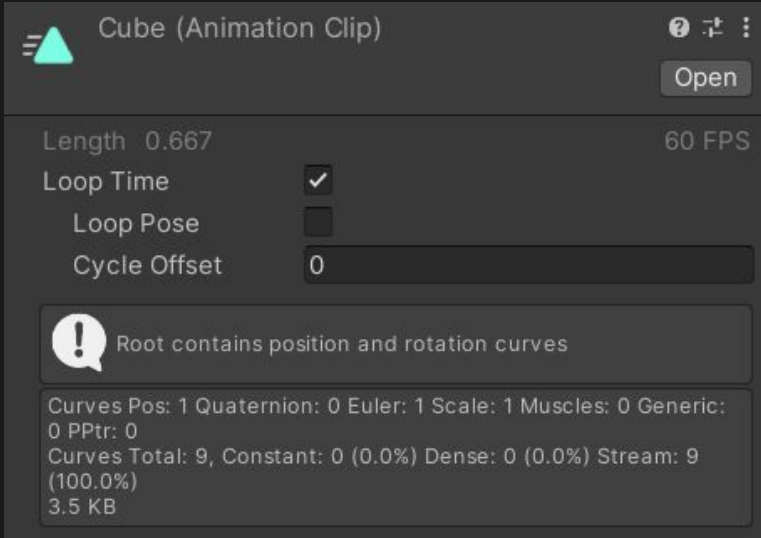 Cube (Animation Clip)
Open
Length 0.667 60 FPS
Loop Time
Loop Pose
Cycle Offset 0
Root contains position and rotation curves
Curves Pos: 1 Quaternion: 0 Euler: 1 Scale: 1 Muscles: 0 Generic:
0 PPtr: 0
Curves Total: 9, Constant: 0 (0.0%) Dense: 0 (0.0%) Stream: 9
(100.0%)
3.5 KB